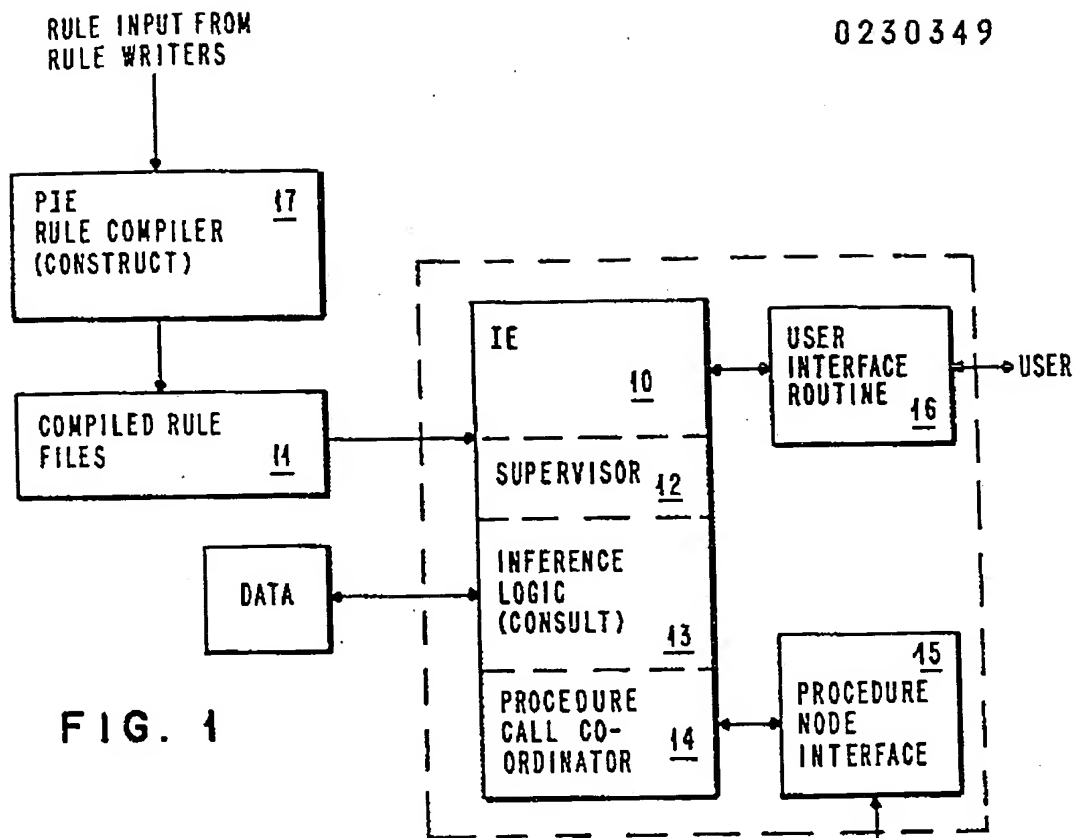 RULE INPUT FROM
RULE WRITERS
0230349
PIE 17
RULE COMPILER
(CONSTRUCT)
COMPILED RULE
FILES 11
IE
10
SUPERVISOR 12
INFERENCE
LOGIC
(CONSULT)
13
PROCEDURE
CALL CO-
ORDINATOR 14
USER
INTERFACE
ROUTINE
16
USER
DATA
15
PROCEDURE
NODE
INTERFACE
FIG. 1